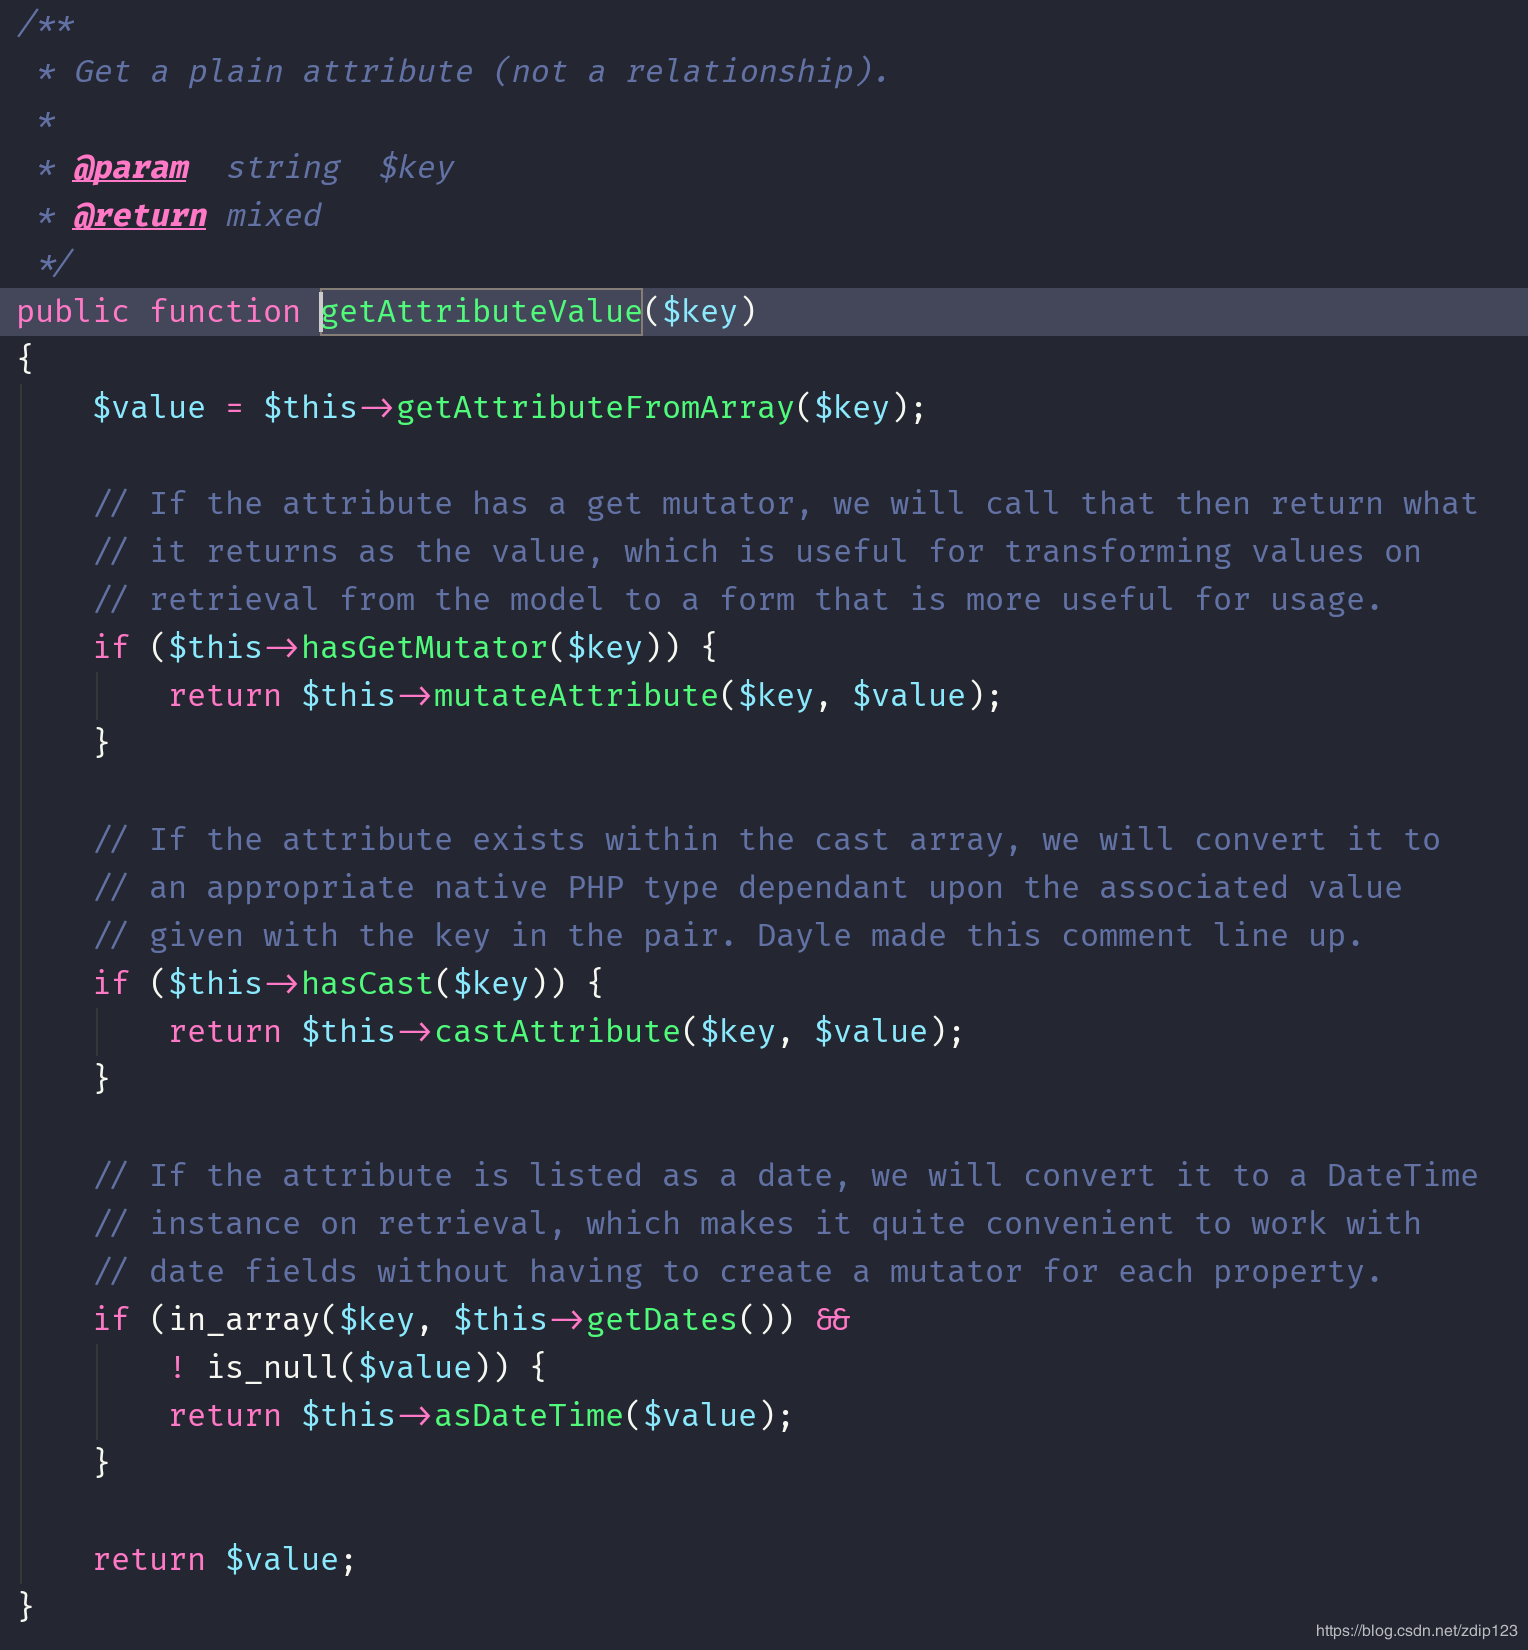 /**
 * Get a plain attribute (not a relationship).
 *
 * @param  string  $key
 * @return mixed
 */
public function getAttributeValue($key)
{
    $value = $this->getAttributeFromArray($key);

    // If the attribute has a get mutator, we will call that then return what
    // it returns as the value, which is useful for transforming values on
    // retrieval from the model to a form that is more useful for usage.
    if ($this->hasGetMutator($key)) {
        return $this->mutateAttribute($key, $value);
    }

    // If the attribute exists within the cast array, we will convert it to
    // an appropriate native PHP type dependant upon the associated value
    // given with the key in the pair. Dayle made this comment line up.
    if ($this->hasCast($key)) {
        return $this->castAttribute($key, $value);
    }

    // If the attribute is listed as a date, we will convert it to a DateTime
    // instance on retrieval, which makes it quite convenient to work with
    // date fields without having to create a mutator for each property.
    if (in_array($key, $this->getDates()) &&
        ! is_null($value)) {
        return $this->asDateTime($value);
    }

    return $value;
}
https://blog.csdn.net/zdip123